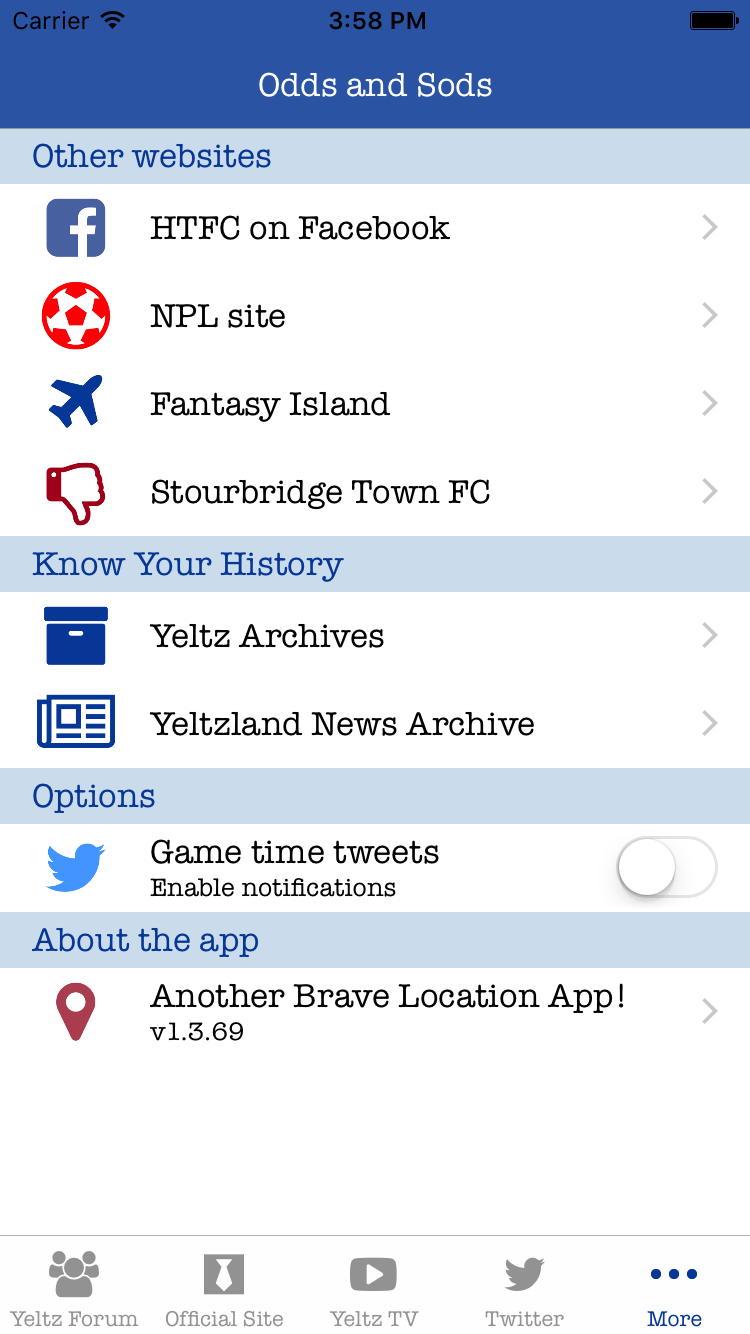 Carrier 3:58 PM
Odds and Sods
Other websites
HTFC on Facebook
NPL site
Fantasy Island
Stourbridge Town FC
Know Your History
Yeltz Archives
Yeltzland News Archive
Options
Game time tweets
Enable notifications
About the app
Another Brave Location App!
v1.3.69
Yeltz Forum Official Site Yeltz TV Twitter More